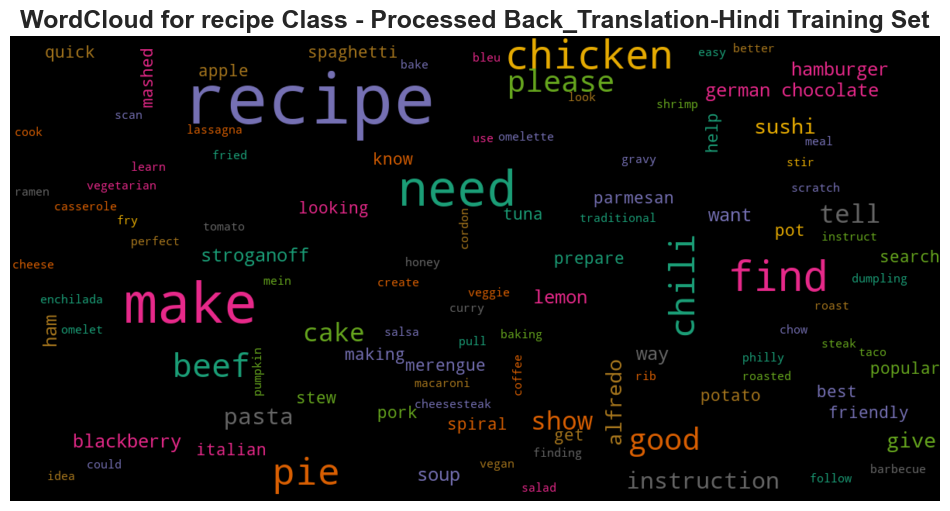 WordCloud for recipe Class - Processed Back_Translation-Hindi Training Set
quick
mashed
spaghetti
bake
bleu
chicken
easy
better
apple
please
look
hamburger
german chocolate
recipe
scan
shrimp
help
sushi
cook
lassagna
use
omelette
meal
fried
know
gravy
stir
learn
vegetarian
need
scratch
ramen
casserole
looking
parmesan
fry
tuna
traditional
want
tell
tomato
cordon
pot
perfect
instruct
stroganoff
prepare
search
cheese
honey
chili
find
mein
create
dumpling
enchilada
veggie
lemon
make
curry
roast
ham
omelet
cake
salsa
baking
chow
pull
steak
making
way
taco
beef
pumpkin
merengue
philly
popular
macaroni
coffee
rib
roasted
stew
cheesesteak
alfredo
potato
best
pasta
pork
spiral
show
friendly
blackberry
italian
get
good
give
finding
could
idea
pie
soup
vegan
salad
instruction
barbecue
follow